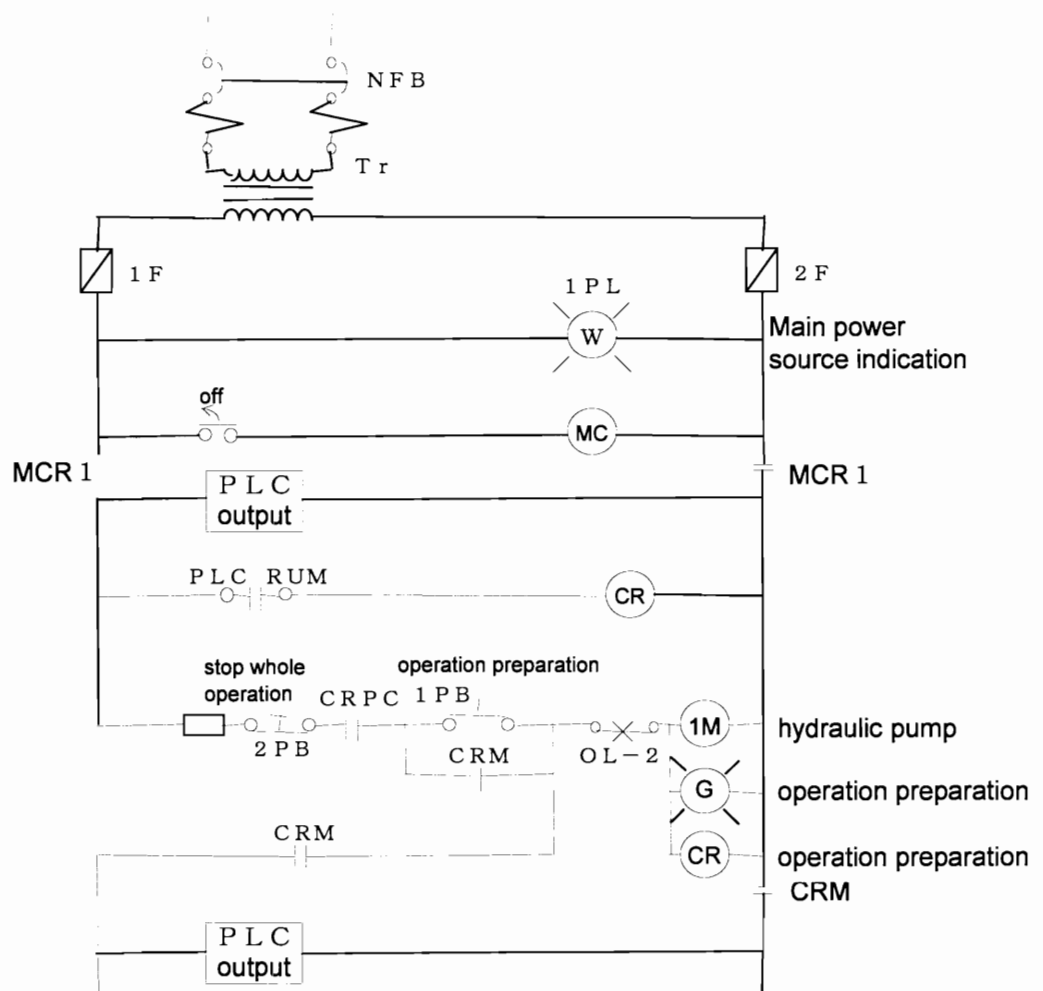 NFB
Tr
1F
2F
1PL
W
Main power
source indication
off
MC
MCR 1
MCR 1
PLC
output
PLC RUM
CR
stop whole
operation
operation preparation
CRPC
1PB
2PB
CRM
OL-2
1M
hydraulic pump
G
operation preparation
CRM
CR
operation preparation
CRM
PLC
output